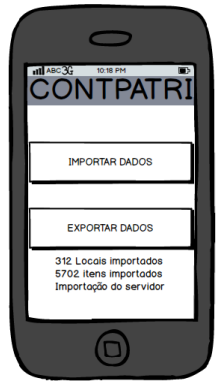 ABC 3G 10:18 PM
CONTPATRI
IMPORTAR DADOS
EXPORTAR DADOS
312 Locais importados
5702 itens importados
Importação do servidor